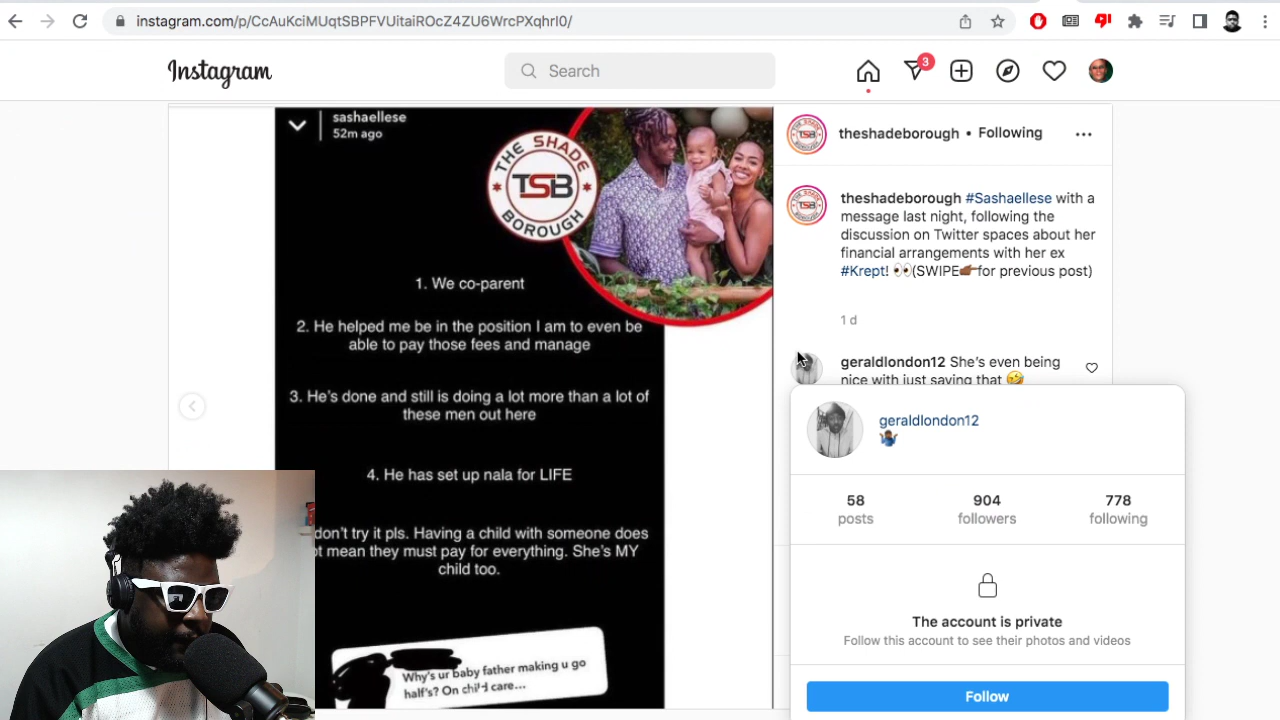 instagram.com/p/CcAuKciMUqtSBPFVUitaiROcZ4ZU6WrcPXqhrI0/
Instagram
Search
3
sashaellese
52m ago
THE SHADE
TSB
BOROUGH
1. We co-parent
2. He helped me be in the position I am to even be
able to pay those fees and manage
3. He's done and still is doing a lot more than a lot of
these men out here
4. He has set up nala for LIFE
don't try it pls. Having a child with someone does
mean they must pay for everything. She's MY
child too.
Why's ur baby father making u go
half's? On child care...
theshadeborough • Following
theshadeborough #Sashaellese with a
message last night, following the
discussion on Twitter spaces about her
financial arrangements with her ex
#Krept! 👀(SWIPE👉🏾for previous post)
1 d
geraldlondon12 She's even being
nice with just saying that 🤣
geraldlondon12
🤷🏾‍♂️
58 904 778
posts followers following
The account is private
Follow this account to see their photos and videos
Follow